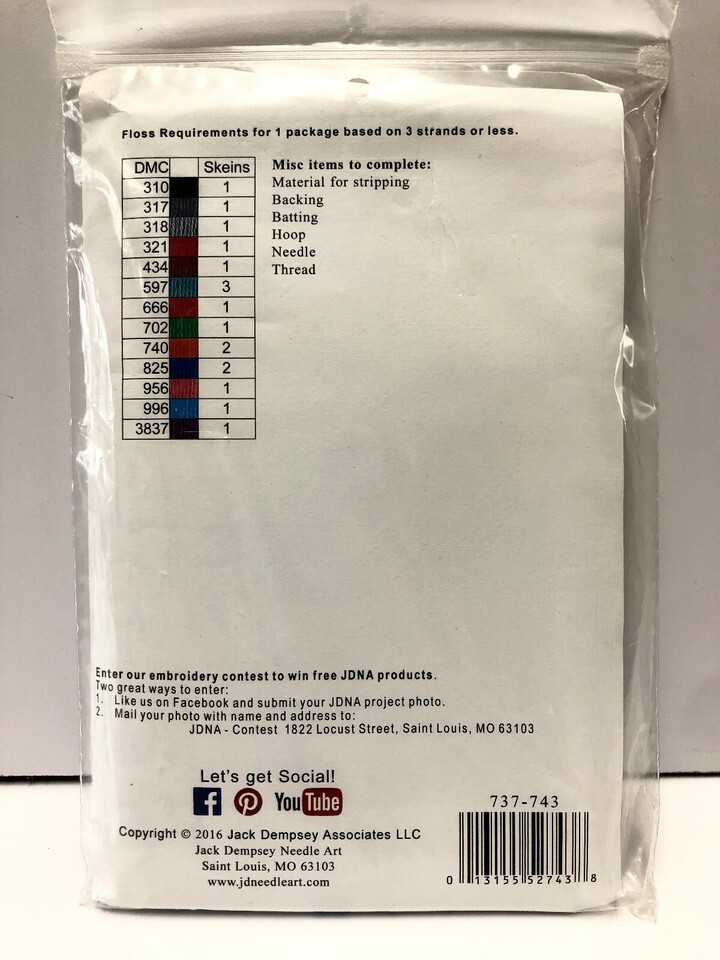 Floss Requirements for 1 package based on 3 strands or less.
DMC Skeins
310 1
317 1
318 1
321 1
434 1
597 3
666 1
702 1
740 2
825 2
956 1
996 1
3837 1
Misc items to complete:
Material for stripping
Backing
Batting
Hoop
Needle
Thread
Enter our embroidery contest to win free JDNA products.
Two great ways to enter:
1. Like us on Facebook and submit your JDNA project photo.
2. Mail your photo with name and address to:
JDNA - Contest 1822 Locust Street, Saint Louis, MO 63103
Let's get Social!
f P YouTube
Copyright © 2016 Jack Dempsey Associates LLC
Jack Dempsey Needle Art
Saint Louis, MO 63103
www.jdneedleart.com
737-743
0 13155 52743 8